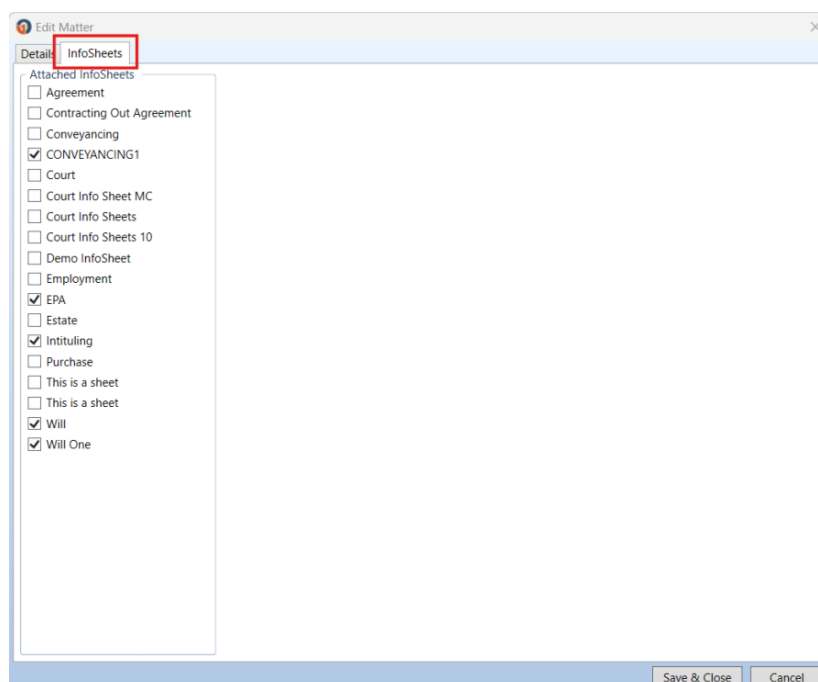 Edit Matter
Details InfoSheets
Attached InfoSheets
Agreement
Contracting Out Agreement
Conveyancing
CONVEYANCING1
Court
Court Info Sheet MC
Court Info Sheets
Court Info Sheets 10
Demo InfoSheet
Employment
EPA
Estate
Intituling
Purchase
This is a sheet
This is a sheet
Will
Will One
Save & Close Cancel